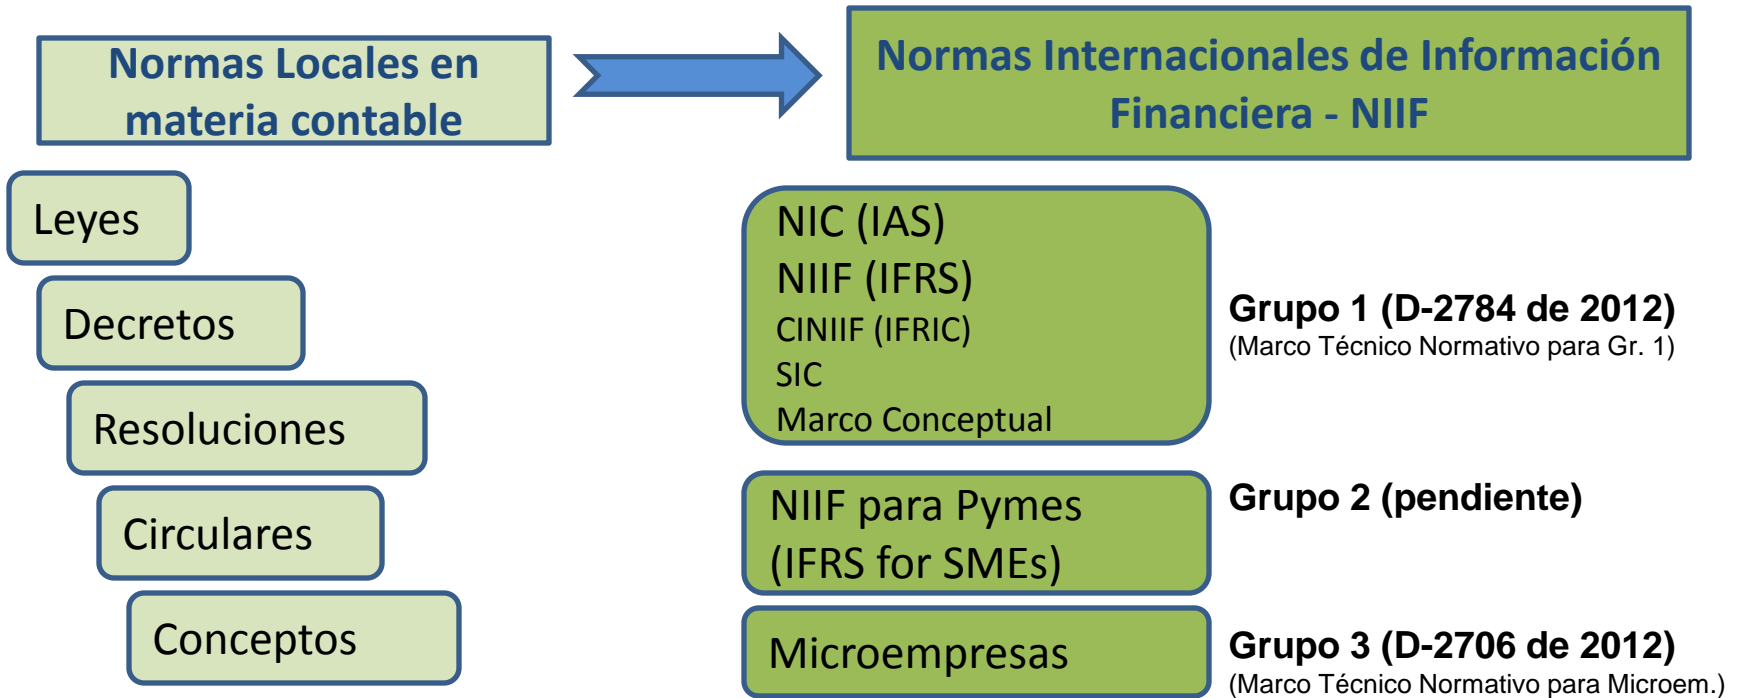 Normas Locales en
materia contable
Normas Internacionales de Información
Financiera - NIIF
Leyes
Decretos
Resoluciones
Circulares
Conceptos
NIC (IAS)
NIIF (IFRS)
CINIIF (IFRIC)
SIC
Marco Conceptual
Grupo 1 (D-2784 de 2012)
(Marco Técnico Normativo para Gr. 1)
NIIF para Pymes
(IFRS for SMEs)
Grupo 2 (pendiente)
Microempresas
Grupo 3 (D-2706 de 2012)
(Marco Técnico Normativo para Microem.)